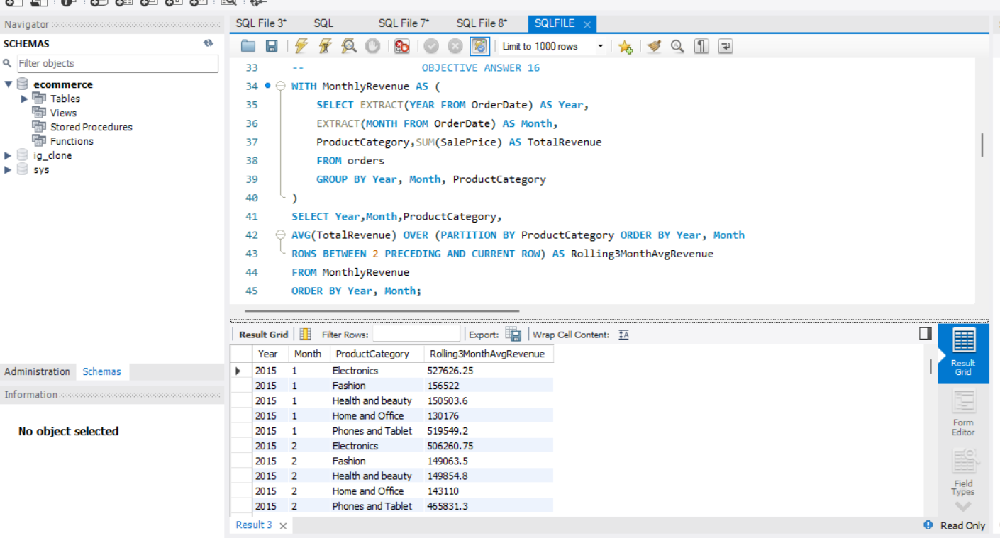 Navigator
SCHEMAS
Filter objects
ecommerce
Tables
Views
Stored Procedures
Functions
ig_clone
sys
Administration Schemas
Information
No object selected
SQL File 3* SQL SQL File 7* SQL File 8* SQLFILE
Limit to 1000 rows
33 -- OBJECTIVE ANSWER 16
34 WITH MonthlyRevenue AS (
35 SELECT EXTRACT(YEAR FROM OrderDate) AS Year,
36 EXTRACT(MONTH FROM OrderDate) AS Month,
37 ProductCategory,SUM(SalePrice) AS TotalRevenue
38 FROM orders
39 GROUP BY Year, Month, ProductCategory
40 )
41 SELECT Year,Month,ProductCategory,
42 AVG(TotalRevenue) OVER (PARTITION BY ProductCategory ORDER BY Year, Month
43 ROWS BETWEEN 2 PRECEDING AND CURRENT ROW) AS Rolling3MonthAvgRevenue
44 FROM MonthlyRevenue
45 ORDER BY Year, Month;
Result Grid Filter Rows: Export: Wrap Cell Content:
Year Month ProductCategory Rolling3MonthAvgRevenue
2015 1 Electronics 527626.25
2015 1 Fashion 156522
2015 1 Health and beauty 150503.6
2015 1 Home and Office 130176
2015 1 Phones and Tablet 519549.2
2015 2 Electronics 506260.75
2015 2 Fashion 149063.5
2015 2 Health and beauty 149854.8
2015 2 Home and Office 143110
2015 2 Phones and Tablet 465831.3
Result
Grid
Form
Editor
Field
Types
Result 3
Read Only